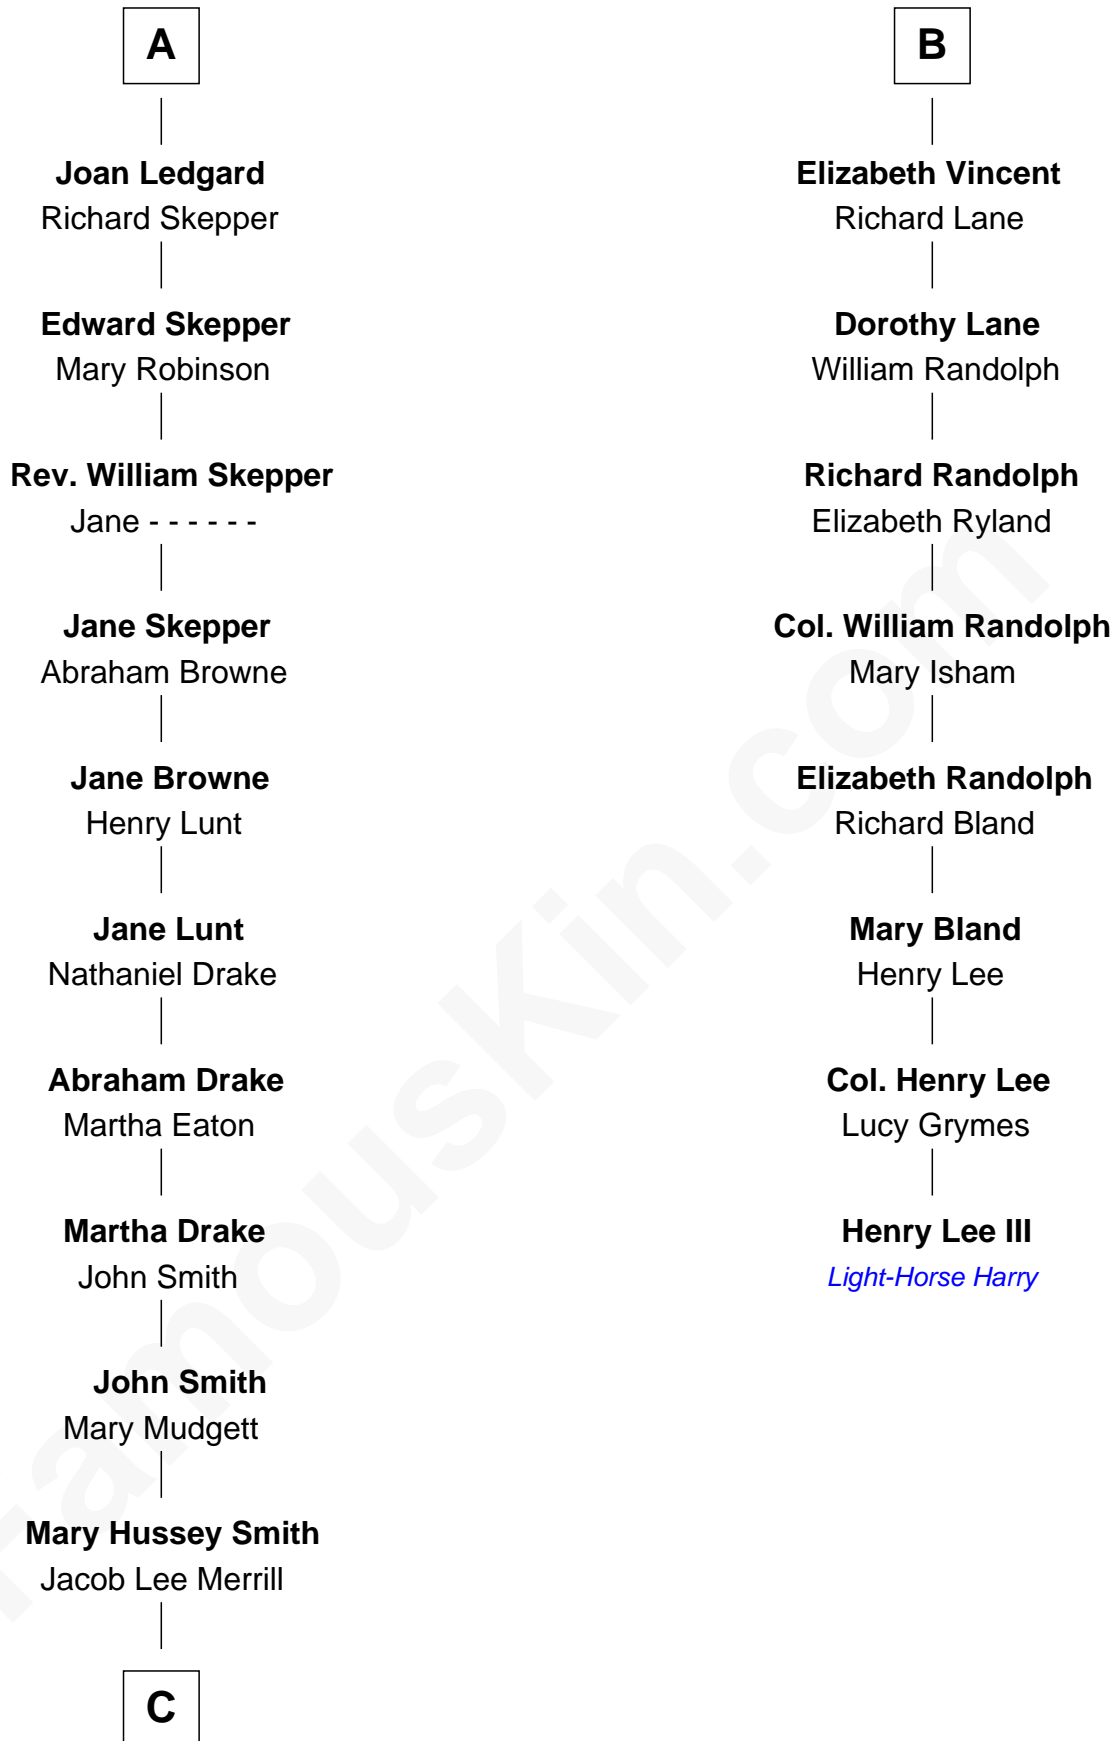 A
Joan Ledgard
Richard Skepper
Edward Skepper
Mary Robinson
Rev. William Skepper
Jane - - - - - -
Jane Skepper
Abraham Browne
Jane Browne
Henry Lunt
Jane Lunt
Nathaniel Drake
Abraham Drake
Martha Eaton
Martha Drake
John Smith
John Smith
Mary Mudgett
Mary Hussey Smith
Jacob Lee Merrill
C
B
Elizabeth Vincent
Richard Lane
Dorothy Lane
William Randolph
Richard Randolph
Elizabeth Ryland
Col. William Randolph
Mary Isham
Elizabeth Randolph
Richard Bland
Mary Bland
Henry Lee
Col. Henry Lee
Lucy Grymes
Henry Lee III
Light-Horse Harry
FamousKin.com